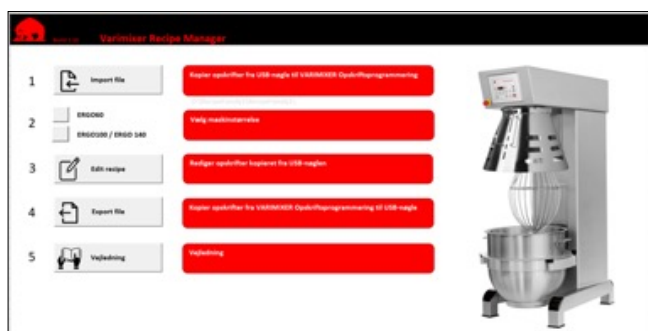 Varimixer Recipe Manager
1
Import file
Kopier opskrifter fra USB-nøgle til VARIMIXER Opskriftsprogrammering
2
ERGO60
ERGO100 / ERGO 140
Vælg maskinstørrelse
3
Edit recipe
Rediger opskrifter kopieret fra USB-nøglen
4
Export file
Kopier opskrifter fra VARIMIXER Opskriftsprogrammering til USB-nøgle
5
Vejledning
Vejledning